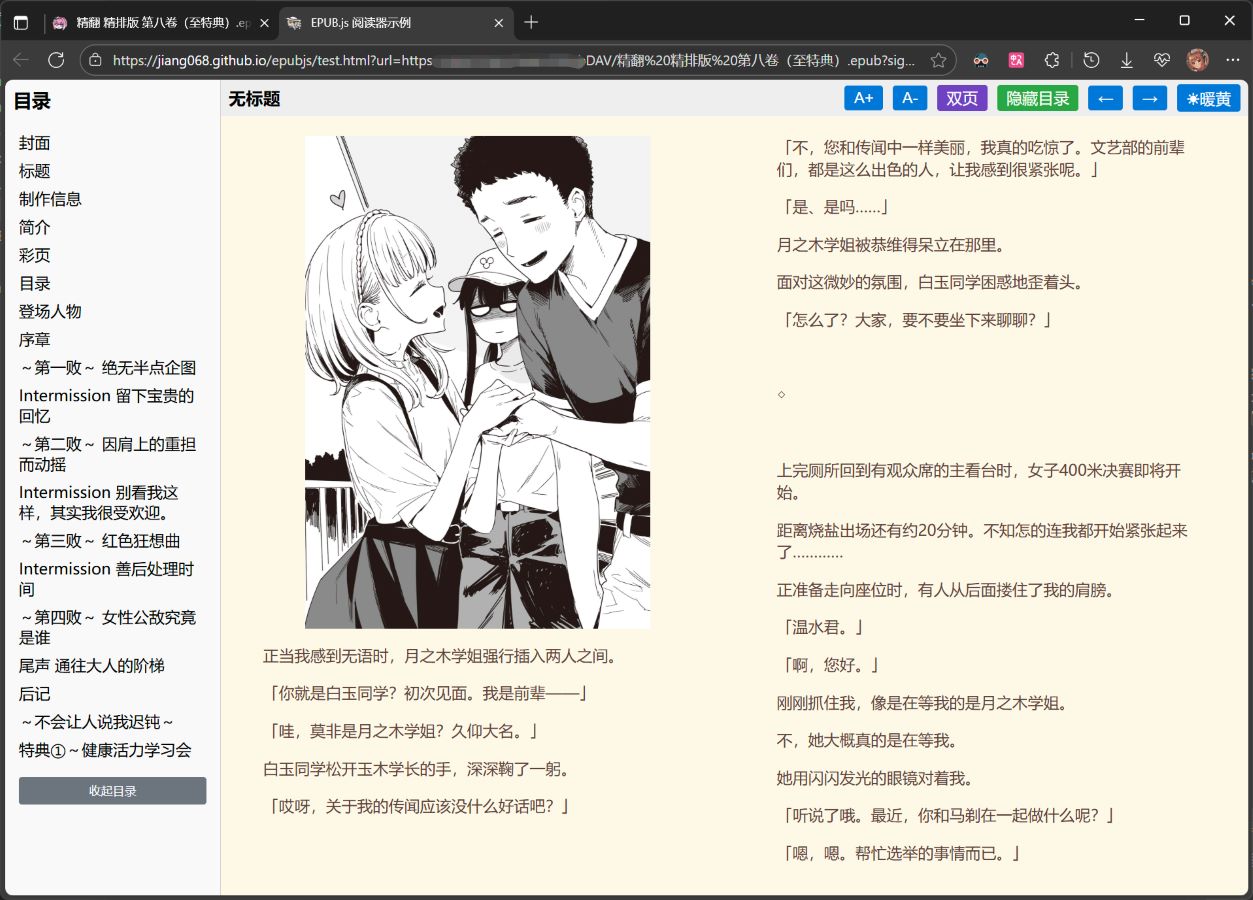 精翻 精排版 第八卷（至特典）.ep
EPUB.js 阅读器示例
https://jiang068.github.io/epubjs/test.html?url=https
DAV/精翻%20精排版%20第八卷（至特典）.epub?sig...
目录
封面
标题
制作信息
简介
彩页
目录
登场人物
序章
～第一败～ 绝无半点企图
Intermission 留下宝贵的
回忆
～第二败～ 因肩上的重担
而动摇
Intermission 别看我这
样，其实我很受欢迎。
～第三败～ 红色狂想曲
Intermission 善后处理时
间
～第四败～ 女性公敌究竟
是谁
尾声 通往大人的阶梯
后记
～不会让人说我迟钝～
特典①～健康活力学习会
收起目录
无标题
A+
A-
双页
隐藏目录
←
→
☀暖黄
正当我感到无语时，月之木学姐强行插入两人之间。
「你就是白玉同学？初次见面。我是前辈——」
「哇，莫非是月之木学姐？久仰大名。」
白玉同学松开玉木学长的手，深深鞠了一躬。
「哎呀，关于我的传闻应该没什么好话吧？」
「不，您和传闻中一样美丽，我真的吃惊了。文艺部的前辈
们，都是这么出色的人，让我感到很紧张呢。」
「是、是吗……」
月之木学姐被恭维得呆立在那里。
面对这微妙的氛围，白玉同学困惑地歪着头。
「怎么了？大家，要不要坐下来聊聊？」
◇
上完厕所回到有观众席的主看台时，女子400米决赛即将开
始。
距离烧盐出场还有约20分钟。不知怎的连我都开始紧张起来
了…………
正准备走向座位时，有人从后面搂住了我的肩膀。
「温水君。」
「啊，您好。」
刚刚抓住我，像是在等我的是月之木学姐。
不，她大概真的是在等我。
她用闪闪发光的眼镜对着我。
「听说了哦。最近，你和马剃在一起做什么呢？」
「嗯，嗯。帮忙选举的事情而已。」